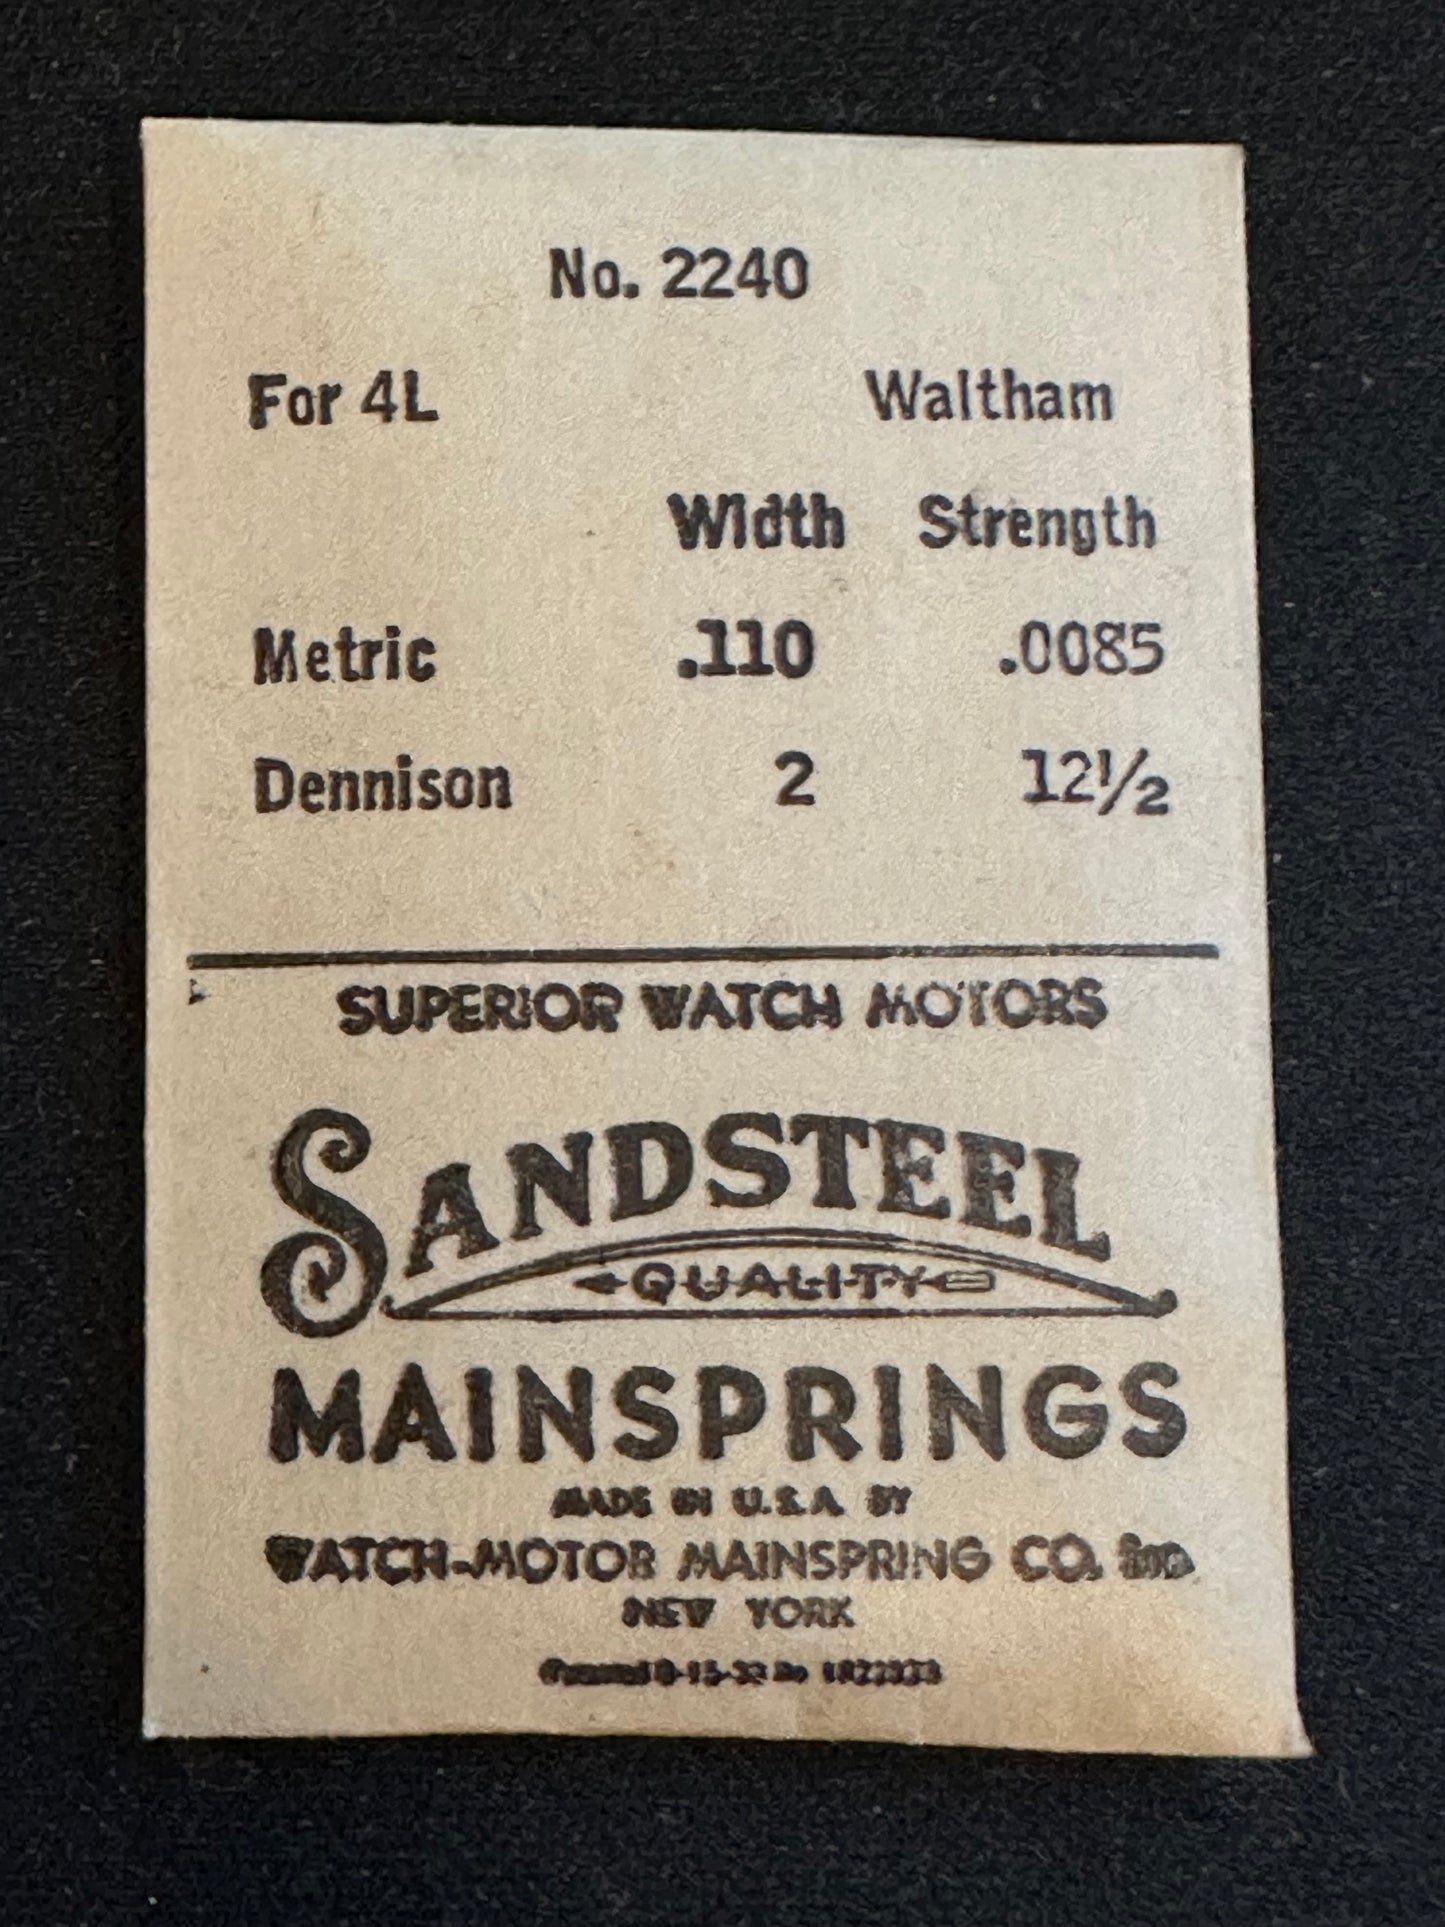 No. 2240
For 4L Waltham
Width Strength
Metric .110 .0085
Dennison 2 12½
SUPERIOR WATCH MOTORS
SANDSTEEL
QUALITY
MAINSPRINGS
MADE IN U.S.A. BY
WATCH-MOTOR MAINSPRING CO. Inc.
NEW YORK